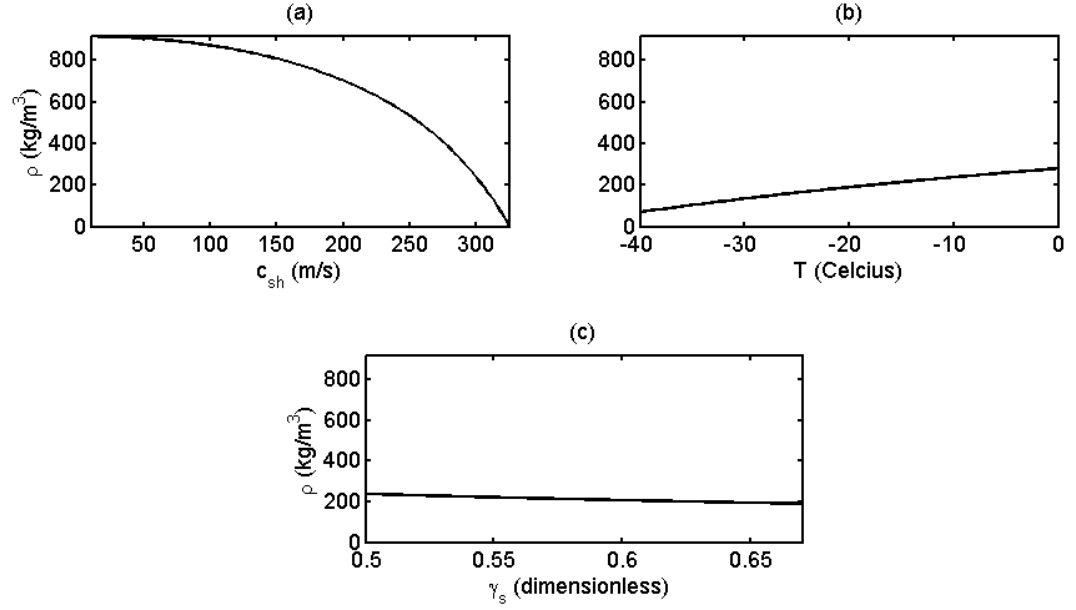 (a)
ρ (kg/m³)
800
600
400
200
0
50 100 150 200 250 300
c_sh (m/s)
(b)
800
600
400
200
0
-40 -30 -20 -10 0
T (Celcius)
(c)
ρ (kg/m³)
800
600
400
200
0
0.5 0.55 0.6 0.65
γ_s (dimensionless)